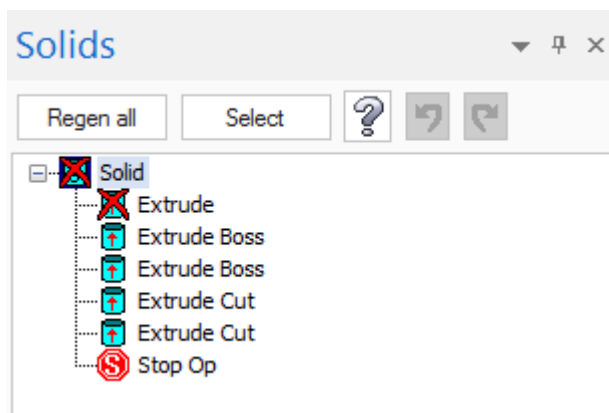 Solids
Regen all Select
Solid
Extrude
Extrude Boss
Extrude Boss
Extrude Cut
Extrude Cut
Stop Op